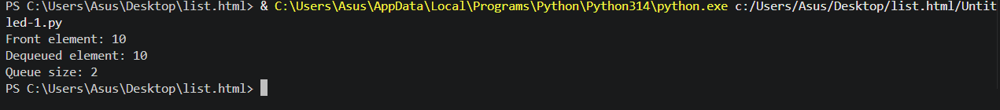 PS C:\Users\Asus\Desktop\list.html> & C:\Users\Asus\AppData\Local\Programs\Python\Python314\python.exe c:/Users/Asus/Desktop/list.html/Untit
led-1.py
Front element: 10
Dequeued element: 10
Queue size: 2
PS C:\Users\Asus\Desktop\list.html>